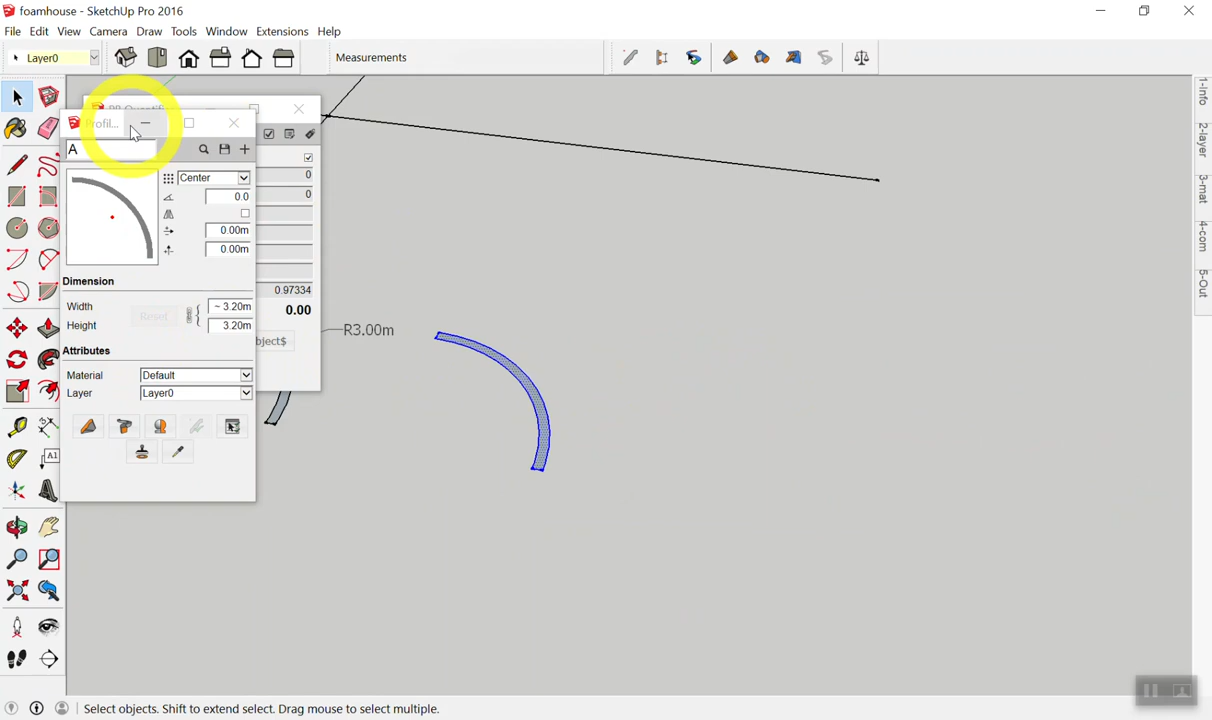 foamhouse - SketchUp Pro 2016
File Edit View Camera Draw Tools Window Extensions Help
Layer0
Measurements
Profil...
A
Center
0.0
0.00m
0.00m
Dimension
Width ~ 3.20m
Reset
Height 3.20m
Attributes
Material Default
Layer Layer0
0
0
0.97334
0.00
bject$
R3.00m
A1
1-Info
2-layer
3-mat
4-com
5-Out
Select objects. Shift to extend select. Drag mouse to select multiple.